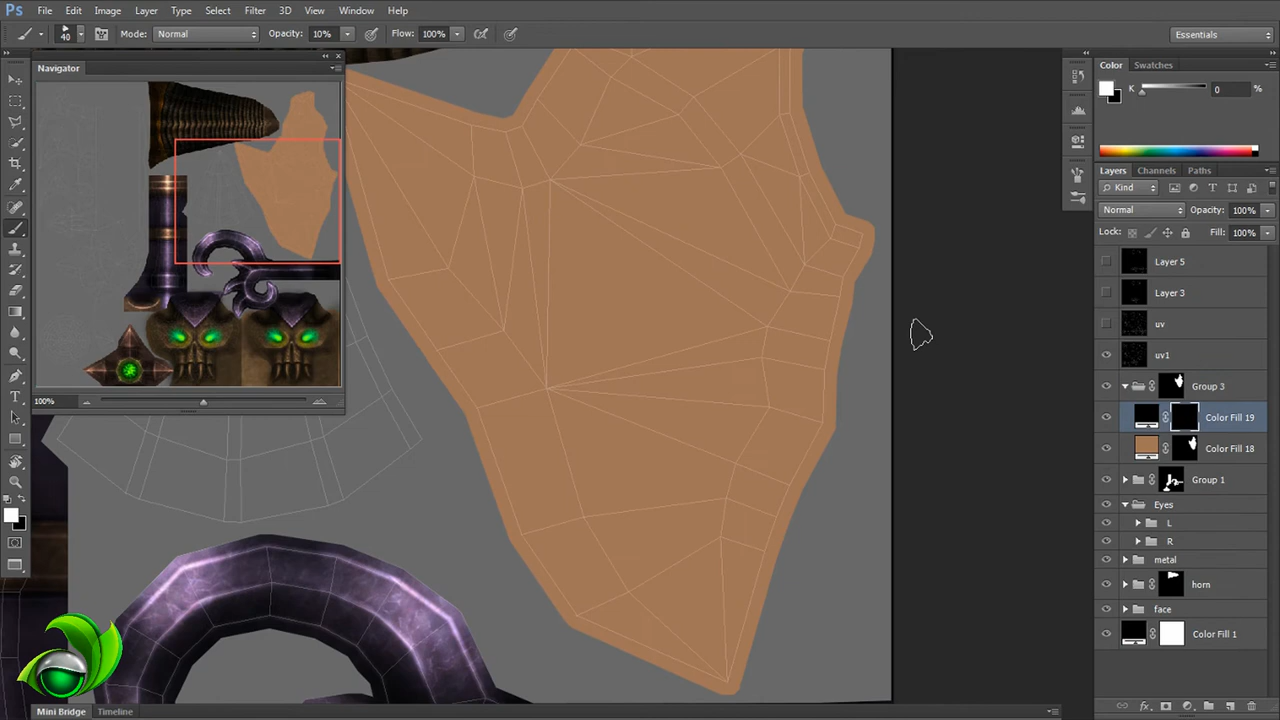 Ps File Edit Image Layer Type Select Filter 3D View Window Help
40 Mode: Normal Opacity: 10% Flow: 100% Essentials
Navigator
Color Swatches
K 0 %
Layers Channels Paths
Kind
Normal Opacity: 100%
Lock: Fill: 100%
Layer 5
Layer 3
uv
uv1
Group 3
100%
Color Fill 19
Color Fill 18
Group 1
Eyes
L
R
metal
horn
face
Color Fill 1
Mini Bridge Timeline